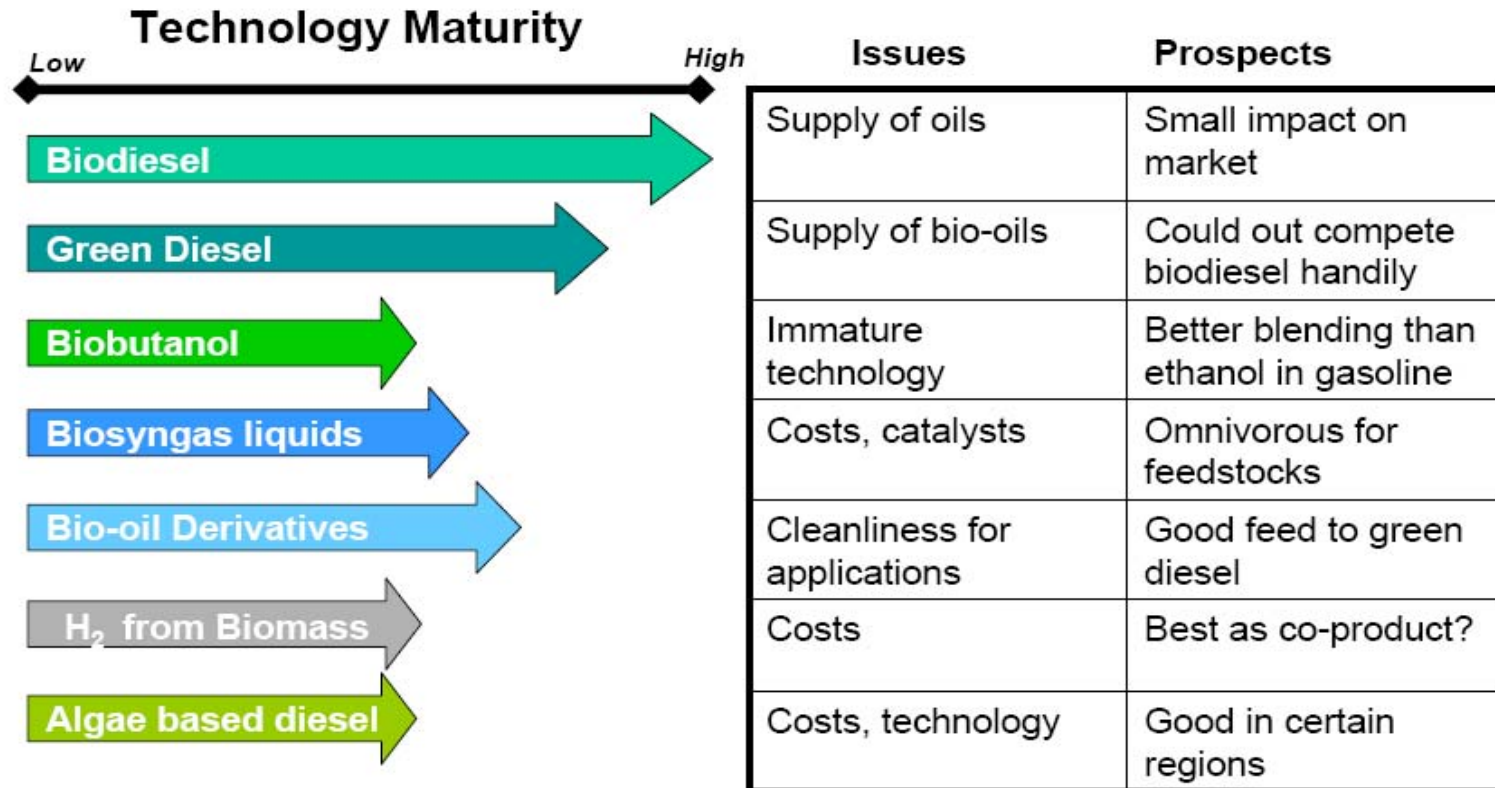 Technology Maturity
Low
High
Issues
Prospects
Biodiesel
Supply of oils
Small impact on
market
Green Diesel
Supply of bio-oils
Could out compete
biodiesel handily
Biobutanol
Immature
technology
Better blending than
ethanol in gasoline
Biosyngas liquids
Costs, catalysts
Omnivorous for
feedstocks
Bio-oil Derivatives
Cleanliness for
applications
Good feed to green
diesel
H₂ from Biomass
Costs
Best as co-product?
Algae based diesel
Costs, technology
Good in certain
regions